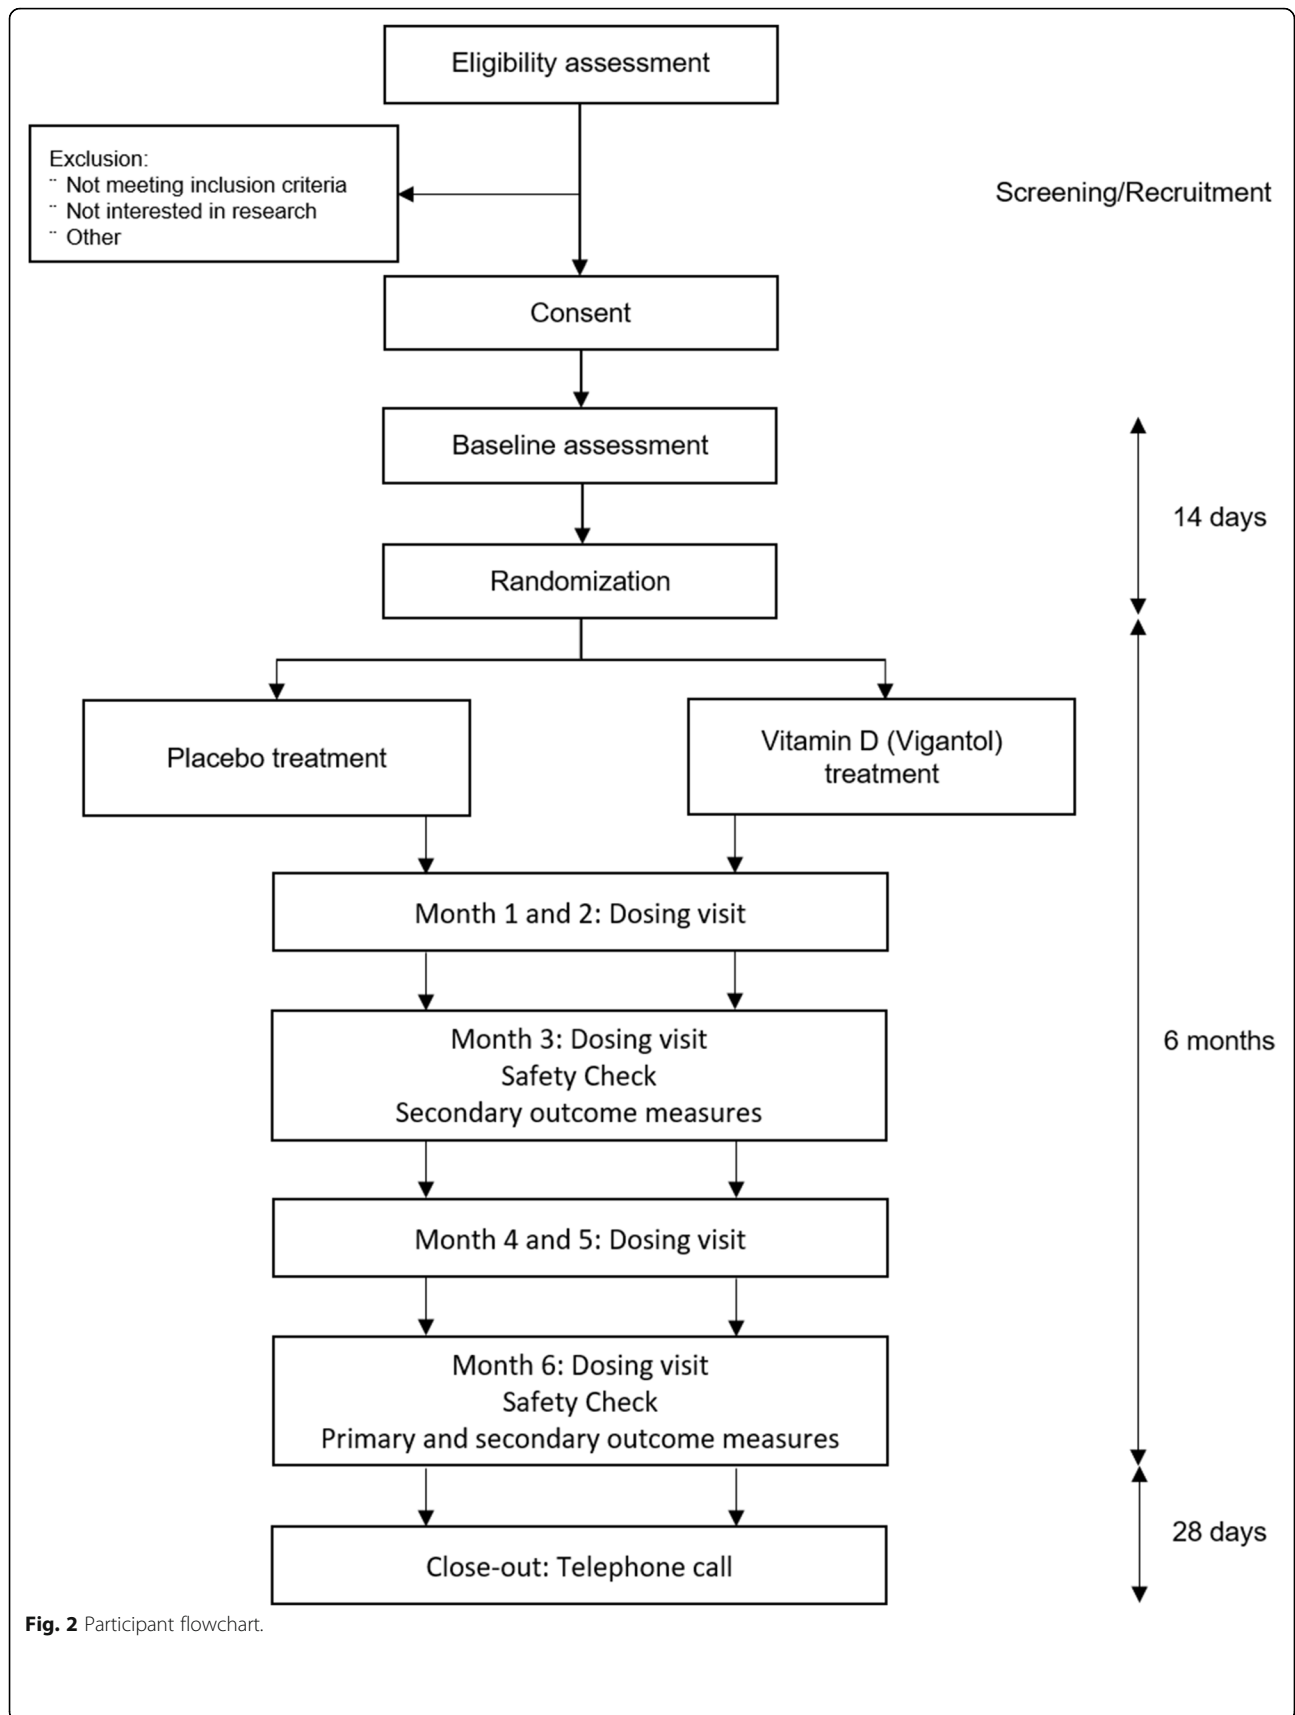 Eligibility assessment
Exclusion:
¨ Not meeting inclusion criteria
¨ Not interested in research
¨ Other
Screening/Recruitment
Consent
Baseline assessment
14 days
Randomization
Placebo treatment
Vitamin D (Vigantol)
treatment
Month 1 and 2: Dosing visit
Month 3: Dosing visit
Safety Check
Secondary outcome measures
6 months
Month 4 and 5: Dosing visit
Month 6: Dosing visit
Safety Check
Primary and secondary outcome measures
28 days
Close-out: Telephone call
Fig. 2 Participant flowchart.